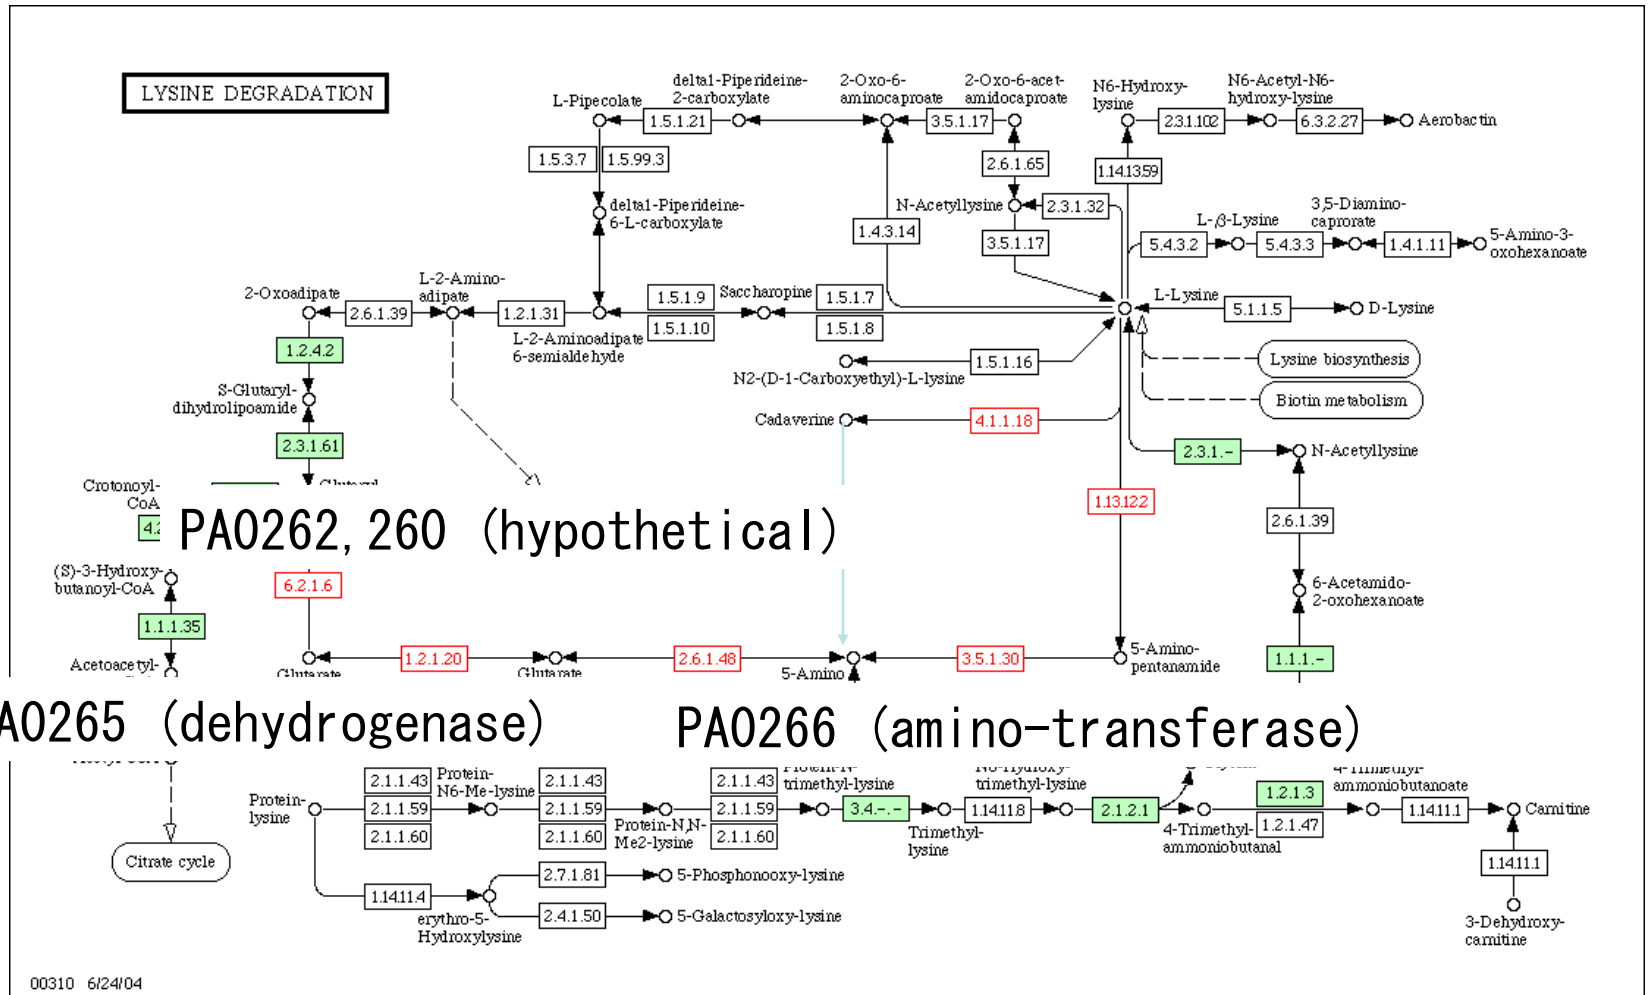 LYSINE DEGRADATION
L-Pipecolate
delta1-Piperideine-
2-carboxylate
2-Oxo-6-
aminocaproate
2-Oxo-6-acet-
amidocaproate
N6-Hydroxy-
lysine
N6-Acetyl-N6-
hydroxy-lysine
1.5.1.21
3.5.1.17
2.3.1.102
6.3.2.27
Aerobactin
1.5.3.7
1.5.99.3
2.6.1.65
1.14.13.59
delta1-Piperideine-
6-L-carboxylate
N-Acetyllysine
2.3.1.32
1.4.3.14
3.5.1.17
L-β-Lysine
3,5-Diamino-
caprorate
5.4.3.2
5.4.3.3
1.4.1.11
5-Amino-3-
oxohexanoate
2-Oxoadipate
L-2-Amino-
adipate
2.6.1.39
1.2.1.31
L-2-Aminoadipate
6-semialdehyde
1.5.1.9
1.5.1.10
Saccharopine
1.5.1.7
1.5.1.8
L-Lysine
5.1.1.5
D-Lysine
1.2.4.2
1.5.1.16
N2-(D-1-Carboxyethyl)-L-lysine
Lysine biosynthesis
Biotin metabolism
S-Glutaryl-
dihydrolipoamide
Cadaverine
4.1.1.18
2.3.1.61
2.3.1.-
N-Acetyllysine
Crotonoyl-
CoA
1.13.12.2
PA0262,260 (hypothetical)
2.6.1.39
(S)-3-Hydroxy-
butanoyl-CoA
6.2.1.6
6-Acetamido-
2-oxohexanoate
1.1.1.35
Acetoacetyl-
1.2.1.20
2.6.1.48
3.5.1.30
5-Amino-
pentanamide
1.1.1.-
Glutarate
Glutarate
5-Amino
A0265 (dehydrogenase)
PA0266 (amino-transferase)
Protein-
lysine
2.1.1.43
2.1.1.59
2.1.1.60
Protein-
N6-Me-lysine
2.1.1.43
2.1.1.59
2.1.1.60
Protein-N,N-
Me2-lysine
2.1.1.43
2.1.1.59
2.1.1.60
Protein-N-
trimethyl-lysine
3.4.-.-
Trimethyl-
lysine
1.14.11.8
N6-Hydroxy-
trimethyl-lysine
2.1.2.1
4-Trimethyl-
ammoniobutanal
1.2.1.3
1.2.1.47
4-Trimethyl-
ammoniobutanoate
1.14.11.1
Carnitine
Citrate cycle
1.14.11.4
erythro-5-
Hydroxylysine
2.7.1.81
5-Phosphonooxy-lysine
2.4.1.50
5-Galactosyloxy-lysine
1.14.11.1
3-Dehydroxy-
carnitine
00310 6/24/04